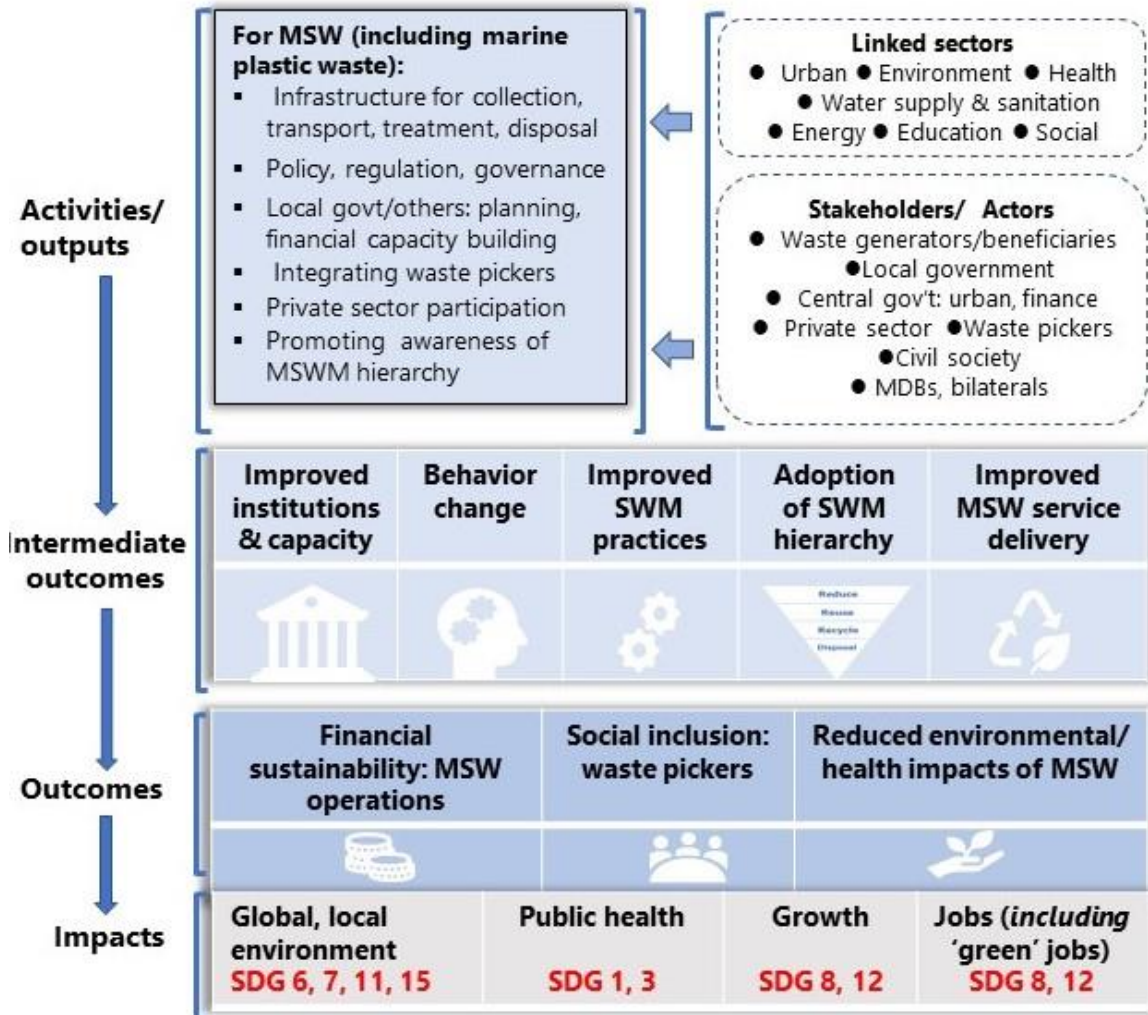 For MSW (including marine
plastic waste):
▪ Infrastructure for collection,
transport, treatment, disposal
▪ Policy, regulation, governance
▪ Local govt/others: planning,
financial capacity building
▪ Integrating waste pickers
▪ Private sector participation
▪ Promoting awareness of
MSWM hierarchy
Linked sectors
● Urban ● Environment ● Health
● Water supply & sanitation
● Energy ● Education ● Social
Stakeholders/ Actors
● Waste generators/beneficiaries
●Local government
● Central gov't: urban, finance
● Private sector ●Waste pickers
●Civil society
● MDBs, bilaterals
Activities/
outputs
Intermediate
outcomes
Improved
institutions
& capacity
Behavior
change
Improved
SWM
practices
Adoption
of SWM
hierarchy
Reduce
Reuse
Recycle
Disposal
Improved
MSW service
delivery
Outcomes
Financial
sustainability: MSW
operations
Social inclusion:
waste pickers
Reduced environmental/
health impacts of MSW
Impacts
Global, local
environment
SDG 6, 7, 11, 15
Public health
SDG 1, 3
Growth
SDG 8, 12
Jobs (including
'green' jobs)
SDG 8, 12